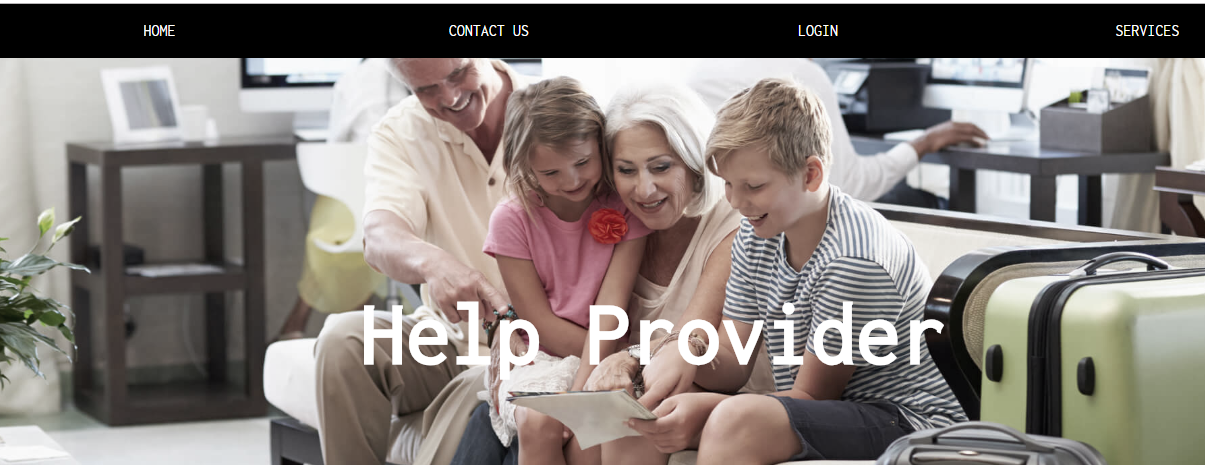 HOME CONTACT US LOGIN SERVICES
Help Provider